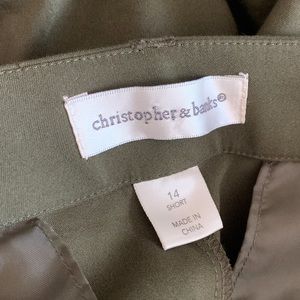 christopher & banks®
14
SHORT
MADE IN
CHINA